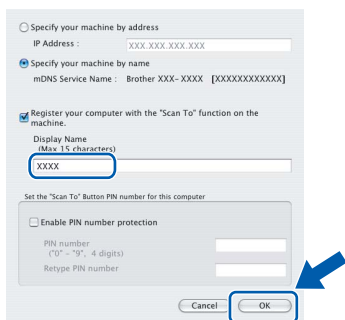 Specify your machine by address
IP Address : XXX.XXX.XXX.XXX
Specify your machine by name
mDNS Service Name : Brother XXX-XXXX [XXXXXXXXXXXX]
Register your computer with the "Scan To" function on the
machine.
Display Name
(Max 15 characters)
XXXX
Set the "Scan To" Button PIN number for this computer
Enable PIN number protection
PIN number
("0" - "9", 4 digits)
Retype PIN number
Cancel OK